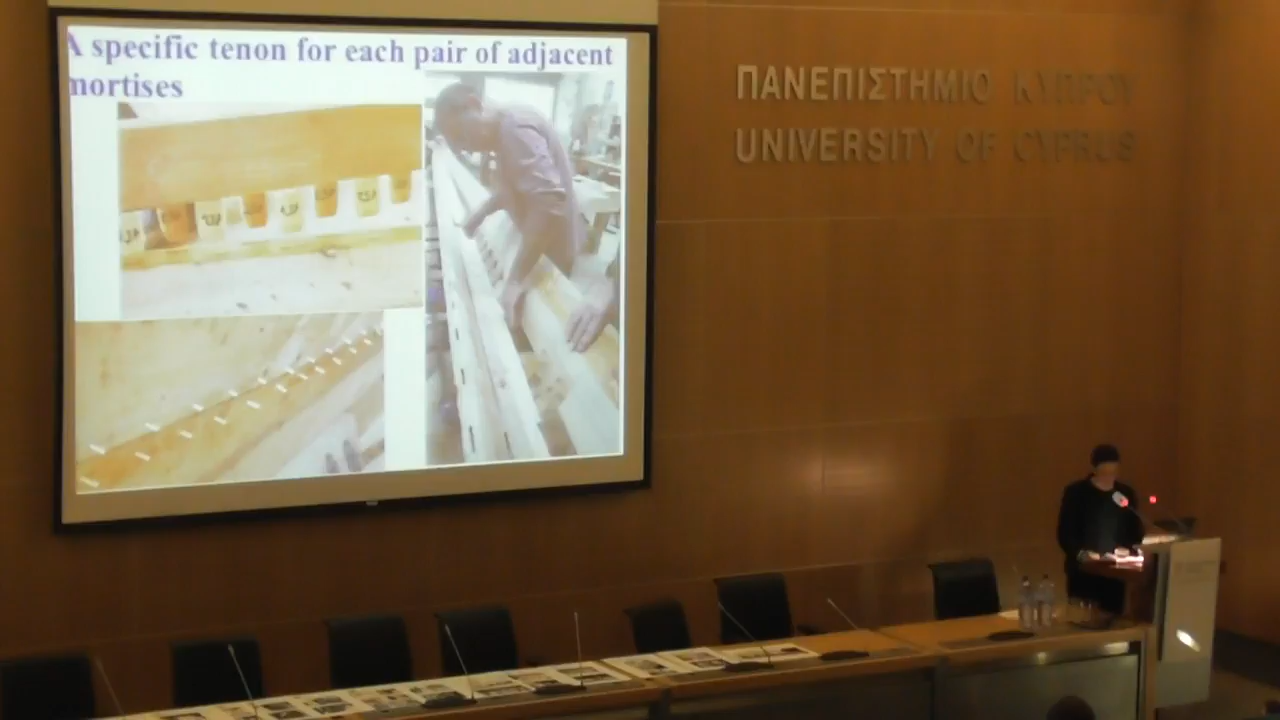 A specific tenon for each pair of adjacent
mortises
ΠΑΝΕΠΙΣΤΗΜΙΟ ΚΥΠΡΟΥ
UNIVERSITY OF CYPRUS